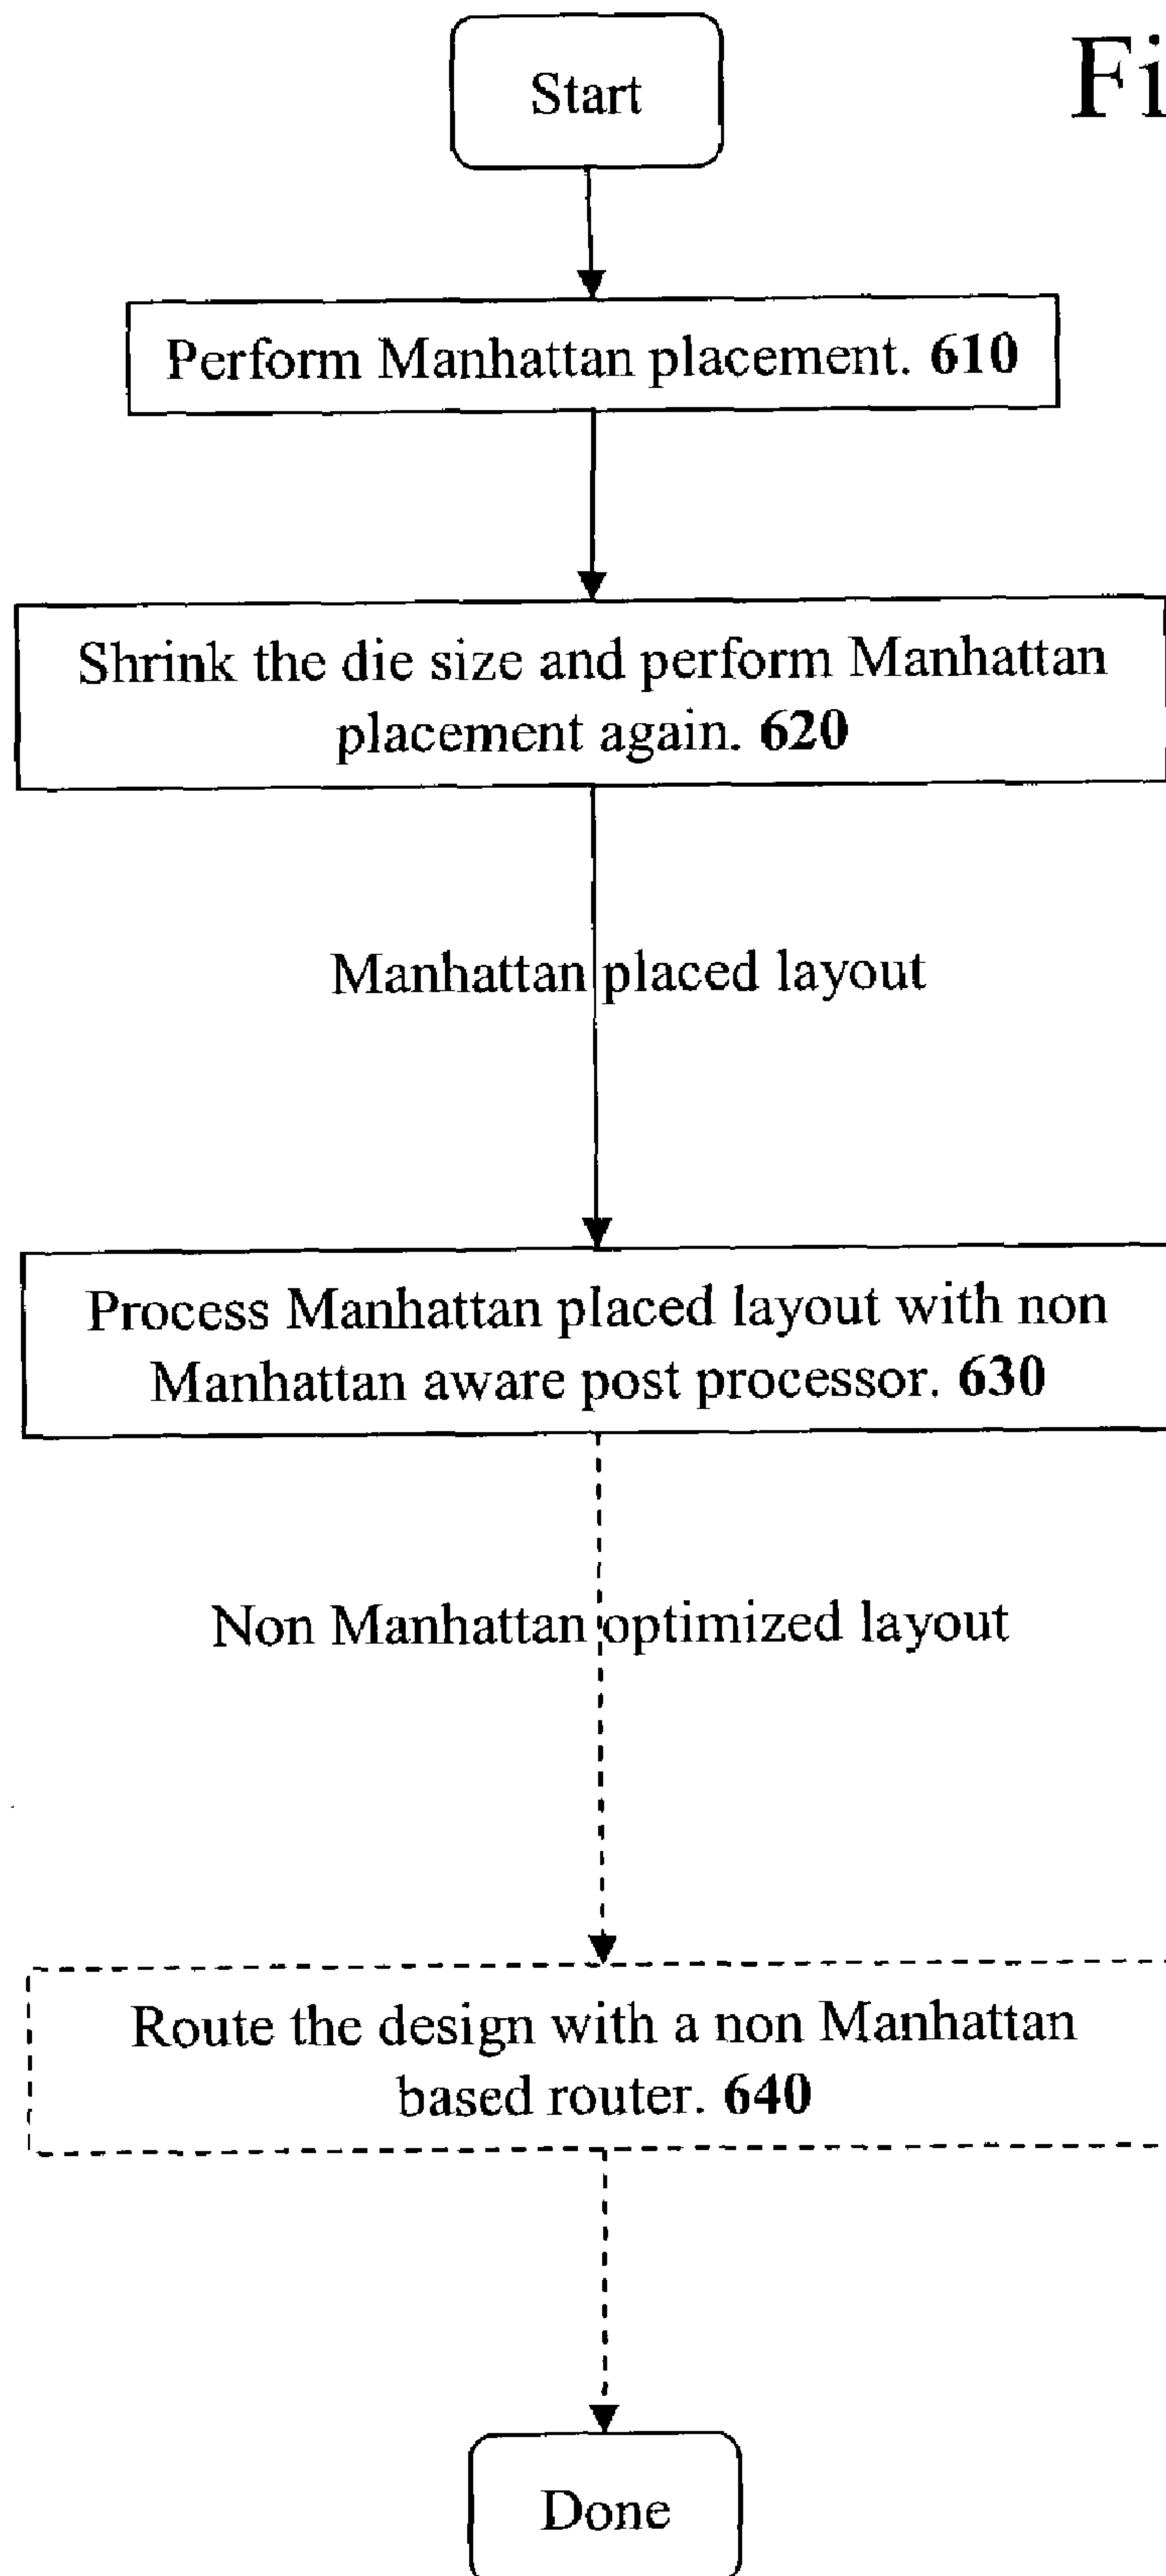 Start
Fi
Perform Manhattan placement. 610
Shrink the die size and perform Manhattan
placement again. 620
Manhattan placed layout
Process Manhattan placed layout with non
Manhattan aware post processor. 630
Non Manhattan optimized layout
Route the design with a non Manhattan
based router. 640
Done